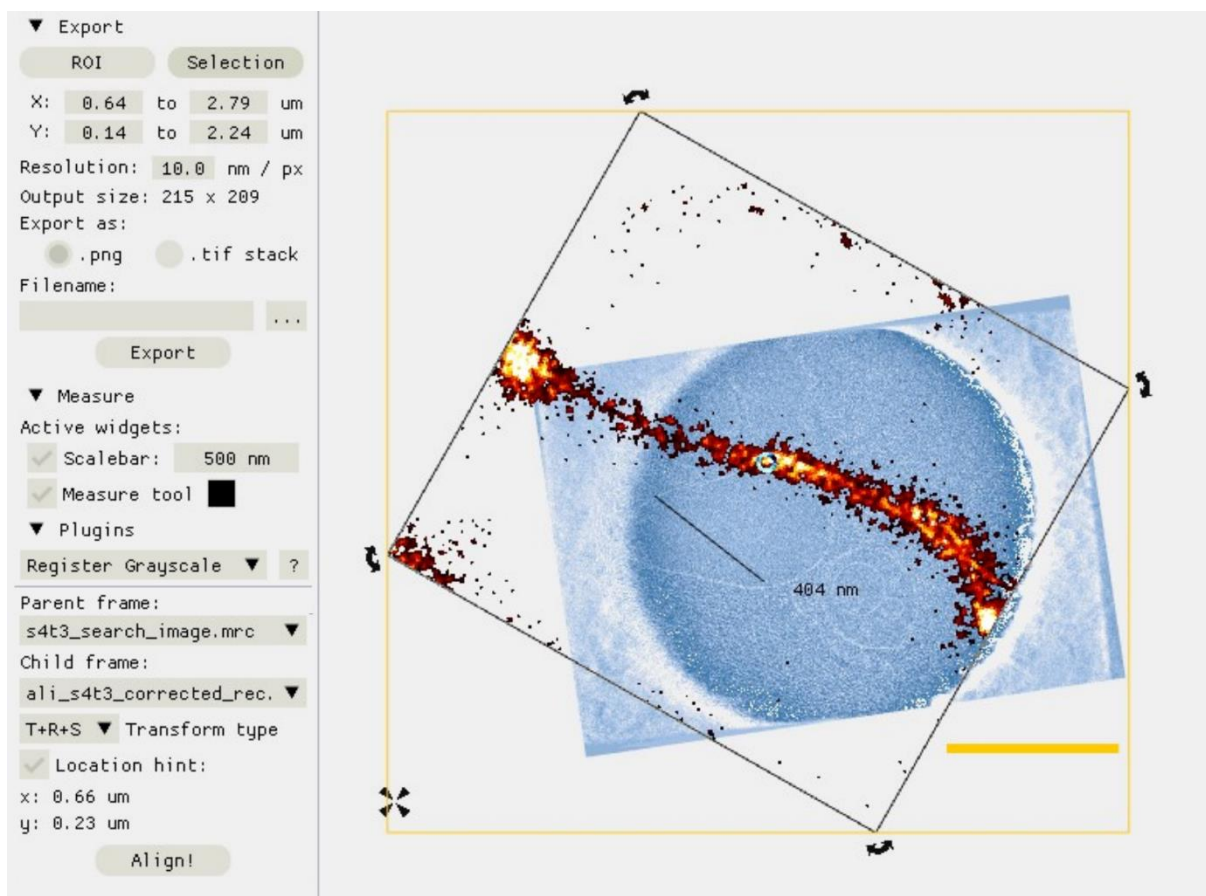 ▼ Export
ROI Selection
X: 0.64 to 2.79 um
Y: 0.14 to 2.24 um
Resolution: 10.0 nm / px
Output size: 215 x 209
Export as:
.png .tif stack
Filename:
...
Export
▼ Measure
Active widgets:
Scalebar: 500 nm
Measure tool
▼ Plugins
Register Grayscale ▼ ?
Parent frame:
s4t3_search_image.mrc ▼
Child frame:
ali_s4t3_corrected_rec. ▼
T+R+S ▼ Transform type
Location hint:
x: 0.66 um
y: 0.23 um
Align!
404 nm